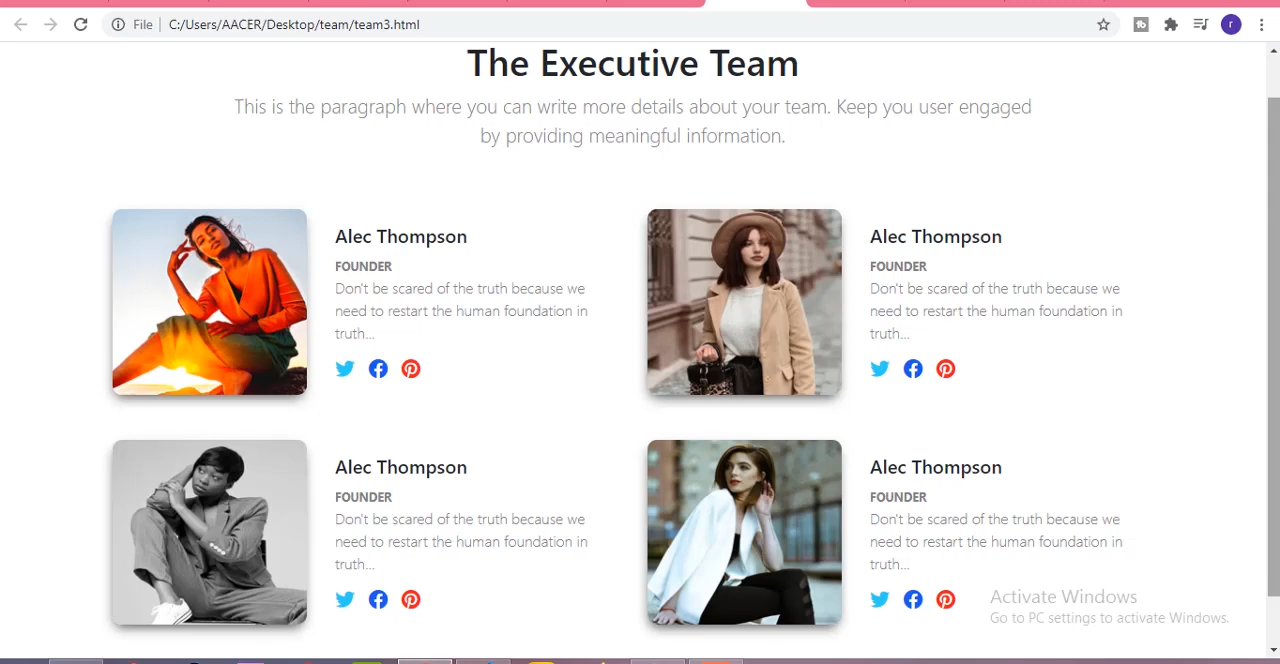 File
C:/Users/AACER/Desktop/team/team3.html
r
The Executive Team
This is the paragraph where you can write more details about your team. Keep you user engaged
by providing meaningful information.
Alec Thompson
FOUNDER
Don't be scared of the truth because we
need to restart the human foundation in
truth...
Alec Thompson
FOUNDER
Don't be scared of the truth because we
need to restart the human foundation in
truth...
Alec Thompson
FOUNDER
Don't be scared of the truth because we
need to restart the human foundation in
truth...
Alec Thompson
FOUNDER
Don't be scared of the truth because we
need to restart the human foundation in
truth...
Activate Windows
Go to PC settings to activate Windows.